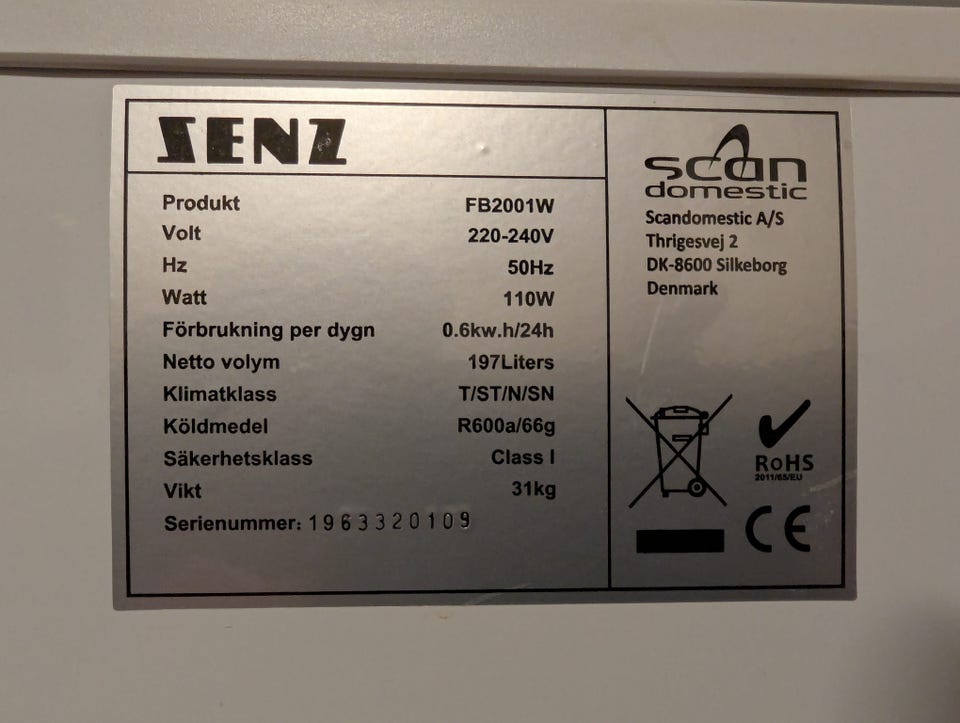 SENZ
Produkt FB2001W
Volt 220-240V
Hz 50Hz
Watt 110W
Förbrukning per dygn 0.6kw.h/24h
Netto volym 197Liters
Klimatklass T/ST/N/SN
Köldmedel R600a/66g
Säkerhetsklass Class I
Vikt 31kg
Serienummer: 1963320109
scan
domestic
Scandomestic A/S
Thrigesvej 2
DK-8600 Silkeborg
Denmark
RoHS
2011/65/EU
CE